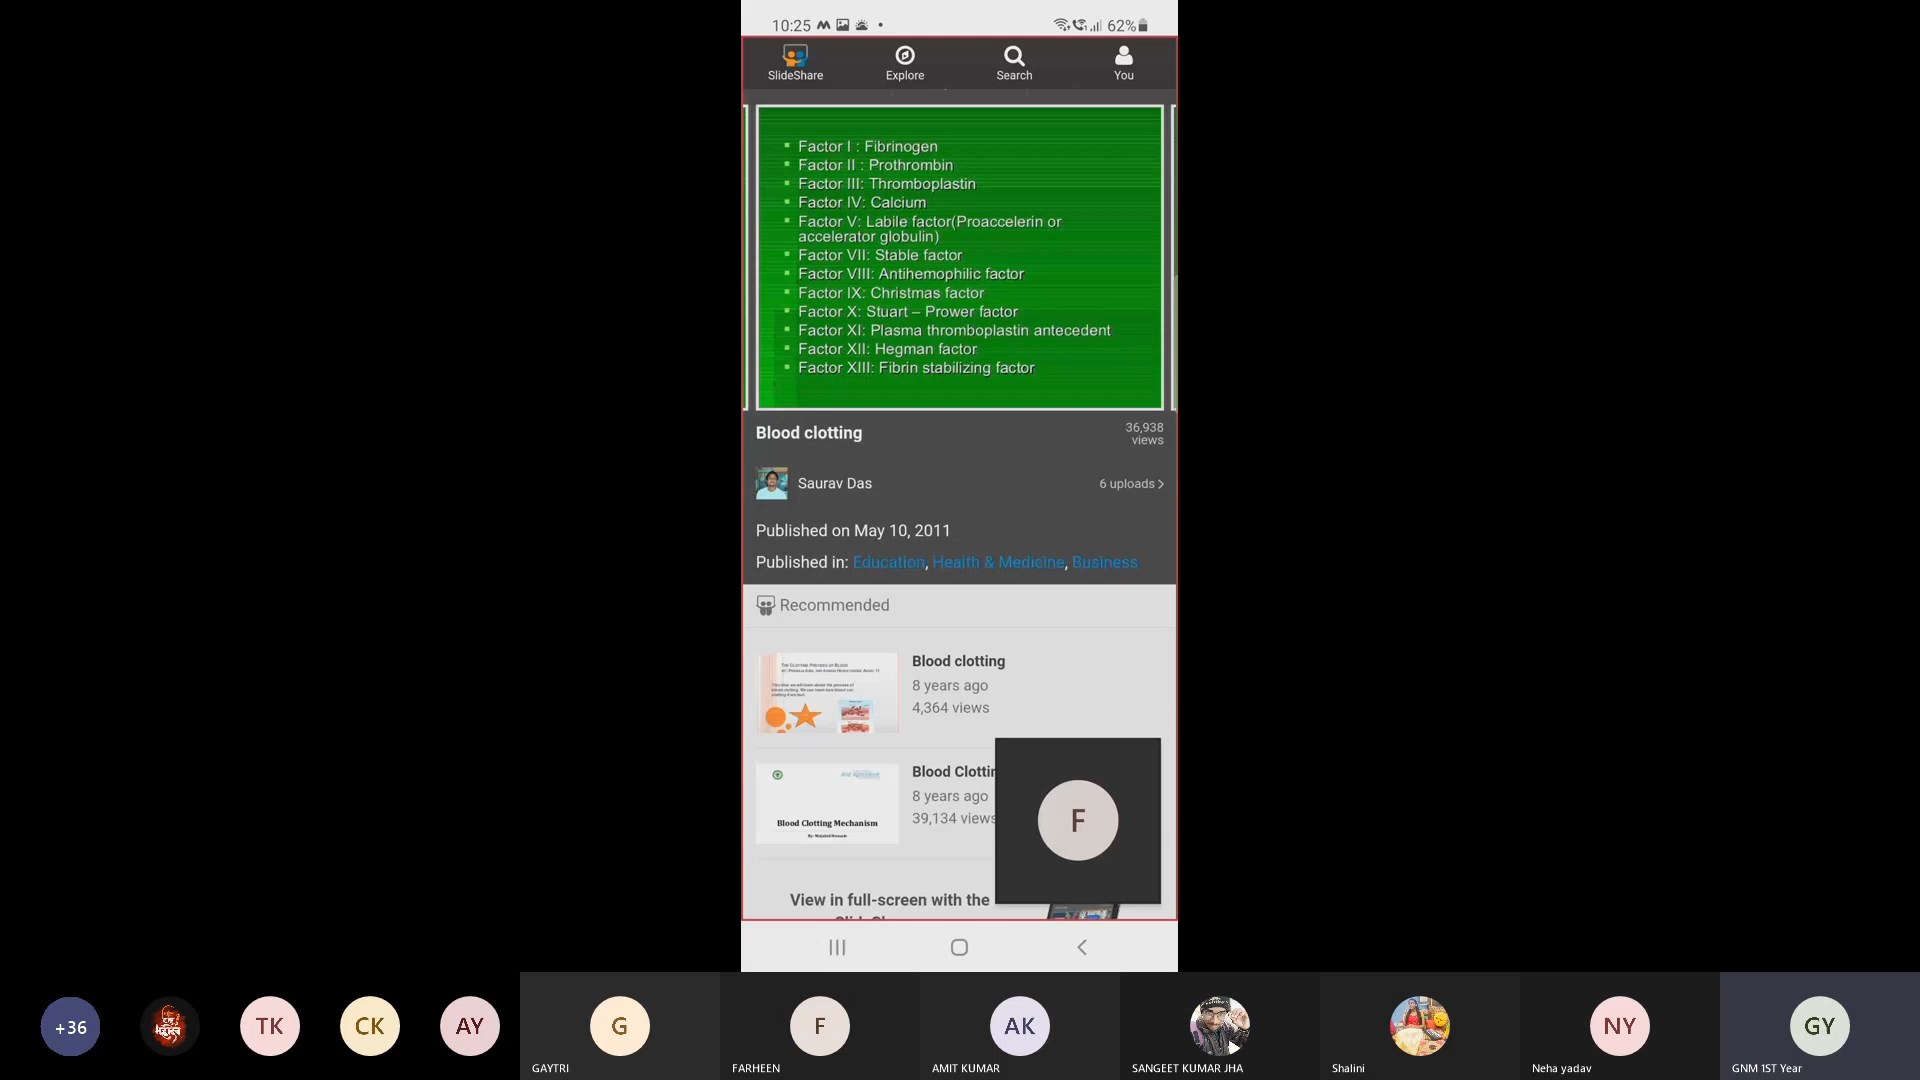 10:25
62%
SlideShare
Explore
Search
You
Factor I : Fibrinogen
Factor II : Prothrombin
Factor III: Thromboplastin
Factor IV: Calcium
Factor V: Labile factor(Proaccelerin or
accelerator globulin)
Factor VII: Stable factor
Factor VIII: Antihemophilic factor
Factor IX: Christmas factor
Factor X: Stuart – Prower factor
Factor XI: Plasma thromboplastin antecedent
Factor XII: Hegman factor
Factor XIII: Fibrin stabilizing factor
Blood clotting
36,938
views
Saurav Das
6 uploads
Published on May 10, 2011
Published in: Education, Health & Medicine, Business
Recommended
Blood clotting
8 years ago
4,364 views
Blood Clottin
8 years ago
39,134 views
Blood Clotting Mechanism
F
View in full-screen with the
+36
TK
CK
AY
G
GAYTRI
F
FARHEEN
AK
AMIT KUMAR
SANGEET KUMAR JHA
Shalini
NY
Neha yadav
GY
GNM 1ST Year